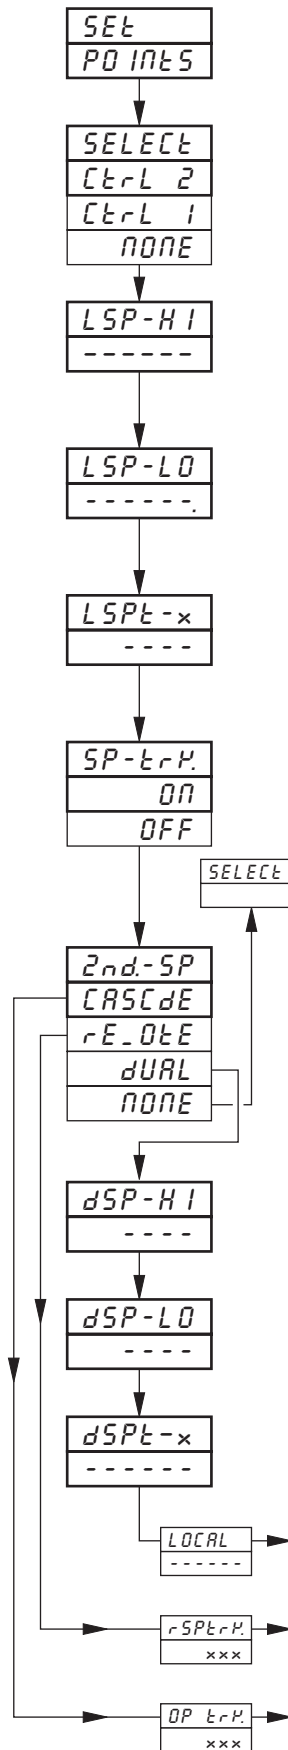 SEt
POINtS
SELECt
CtrL 2
CtrL 1
NONE
LSP-HI
------
LSP-LO
------.
LSPt-x
----
SP-trK.
ON
OFF
SELECt
2nd.-SP
CASCdE
rE_OtE
dUAL
NONE
dSP-HI
----
dSP-LO
----
dSPt-x
------
LOCAL
------
rSPtrK.
xxx
OP trK.
xxx